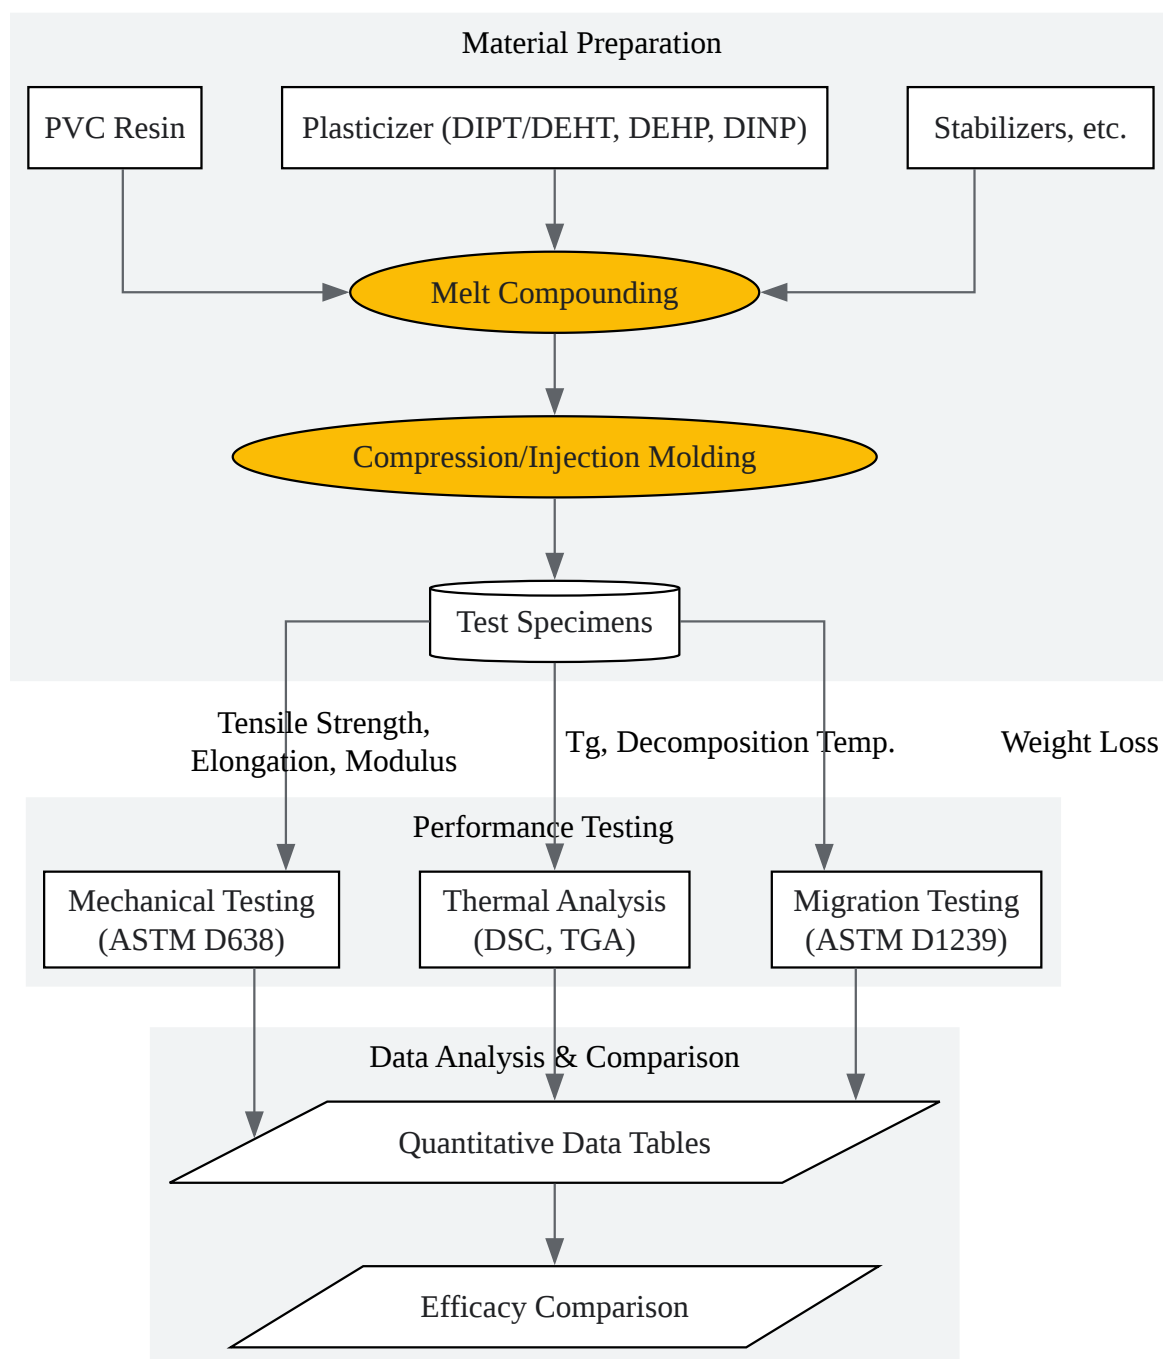 Material Preparation
PVC Resin
Plasticizer (DIPT/DEHT, DEHP, DINP)
Stabilizers, etc.
Melt Compounding
Compression/Injection Molding
Test Specimens
Tensile Strength,
Elongation, Modulus
Tg, Decomposition Temp.
Weight Loss
Performance Testing
Mechanical Testing
(ASTM D638)
Thermal Analysis
(DSC, TGA)
Migration Testing
(ASTM D1239)
Data Analysis & Comparison
Quantitative Data Tables
Efficacy Comparison